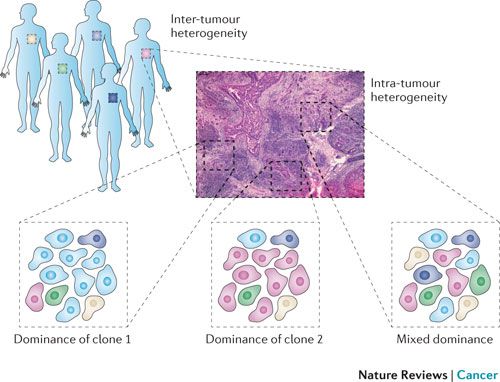 Inter-tumour
heterogeneity
Intra-tumour
heterogeneity
Dominance of clone 1
Dominance of clone 2
Mixed dominance
Nature Reviews | Cancer